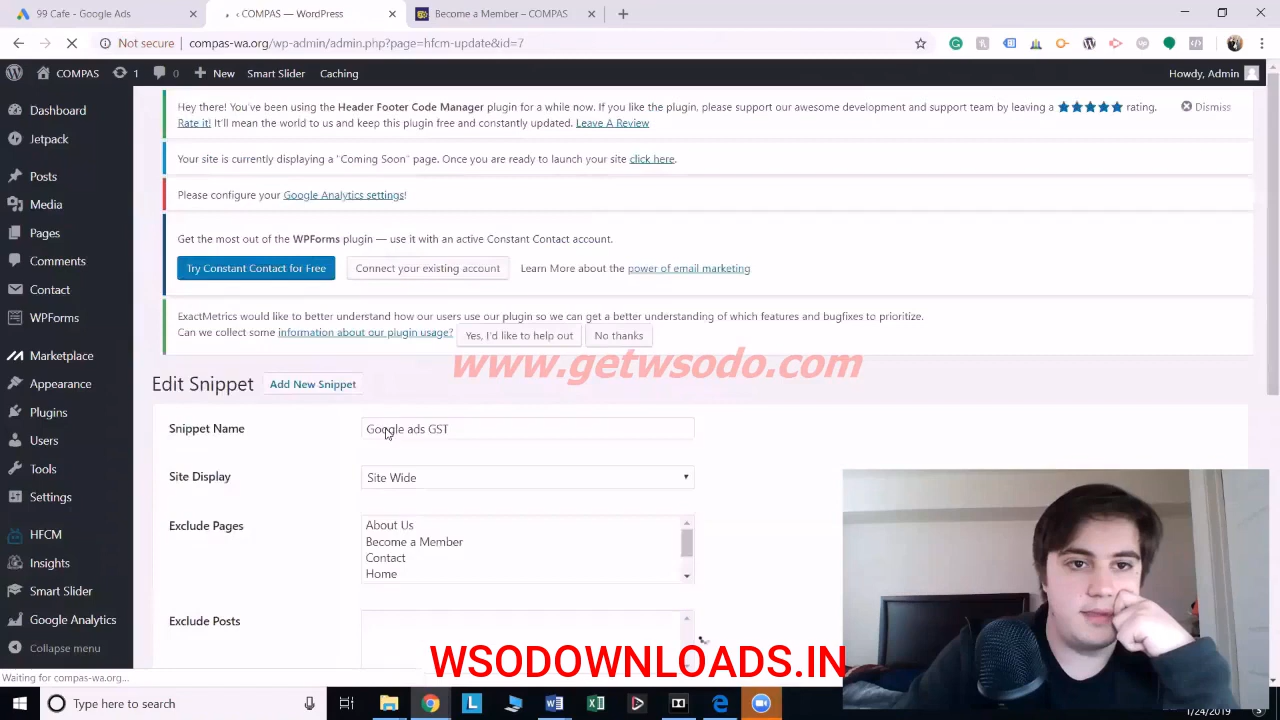 99 Cafe - Google Ads
COMPAS — WordPress
Become a Member – COMPAS
Not secure
compas-wa.org/wp-admin/admin.php?page=hfcm-update&id=7
COMPAS
1
0
New
Smart Slider
Caching
Howdy, Admin
Hey there! You've been using the Header Footer Code Manager plugin for a while now. If you like the plugin, please support our awesome development and support team by leaving a rating.
Dismiss
Rate it! It'll mean the world to us and keep this plugin free and constantly updated. Leave A Review
Your site is currently displaying a "Coming Soon" page. Once you are ready to launch your site click here.
Please configure your Google Analytics settings!
Get the most out of the WPForms plugin — use it with an active Constant Contact account.
Try Constant Contact for Free
Connect your existing account
Learn More about the power of email marketing
ExactMetrics would like to better understand how our users use our plugin so we can get a better understanding of which features and bugfixes to prioritize.
Can we collect some information about our plugin usage?
Yes, I'd like to help out
No thanks
www.getwsodo.com
Dashboard
Jetpack
Posts
Media
Pages
Comments
Contact
WPForms
Marketplace
Appearance
Plugins
Users
Tools
Settings
HFCM
Insights
Smart Slider
Google Analytics
Collapse menu
Edit Snippet
Add New Snippet
Snippet Name
Google ads GST
Site Display
Site Wide
Exclude Pages
About Us
Become a Member
Contact
Home
Exclude Posts
WSODOWNLOADS.IN
Waiting for compas-wa.org...
Type here to search
1/24/2019